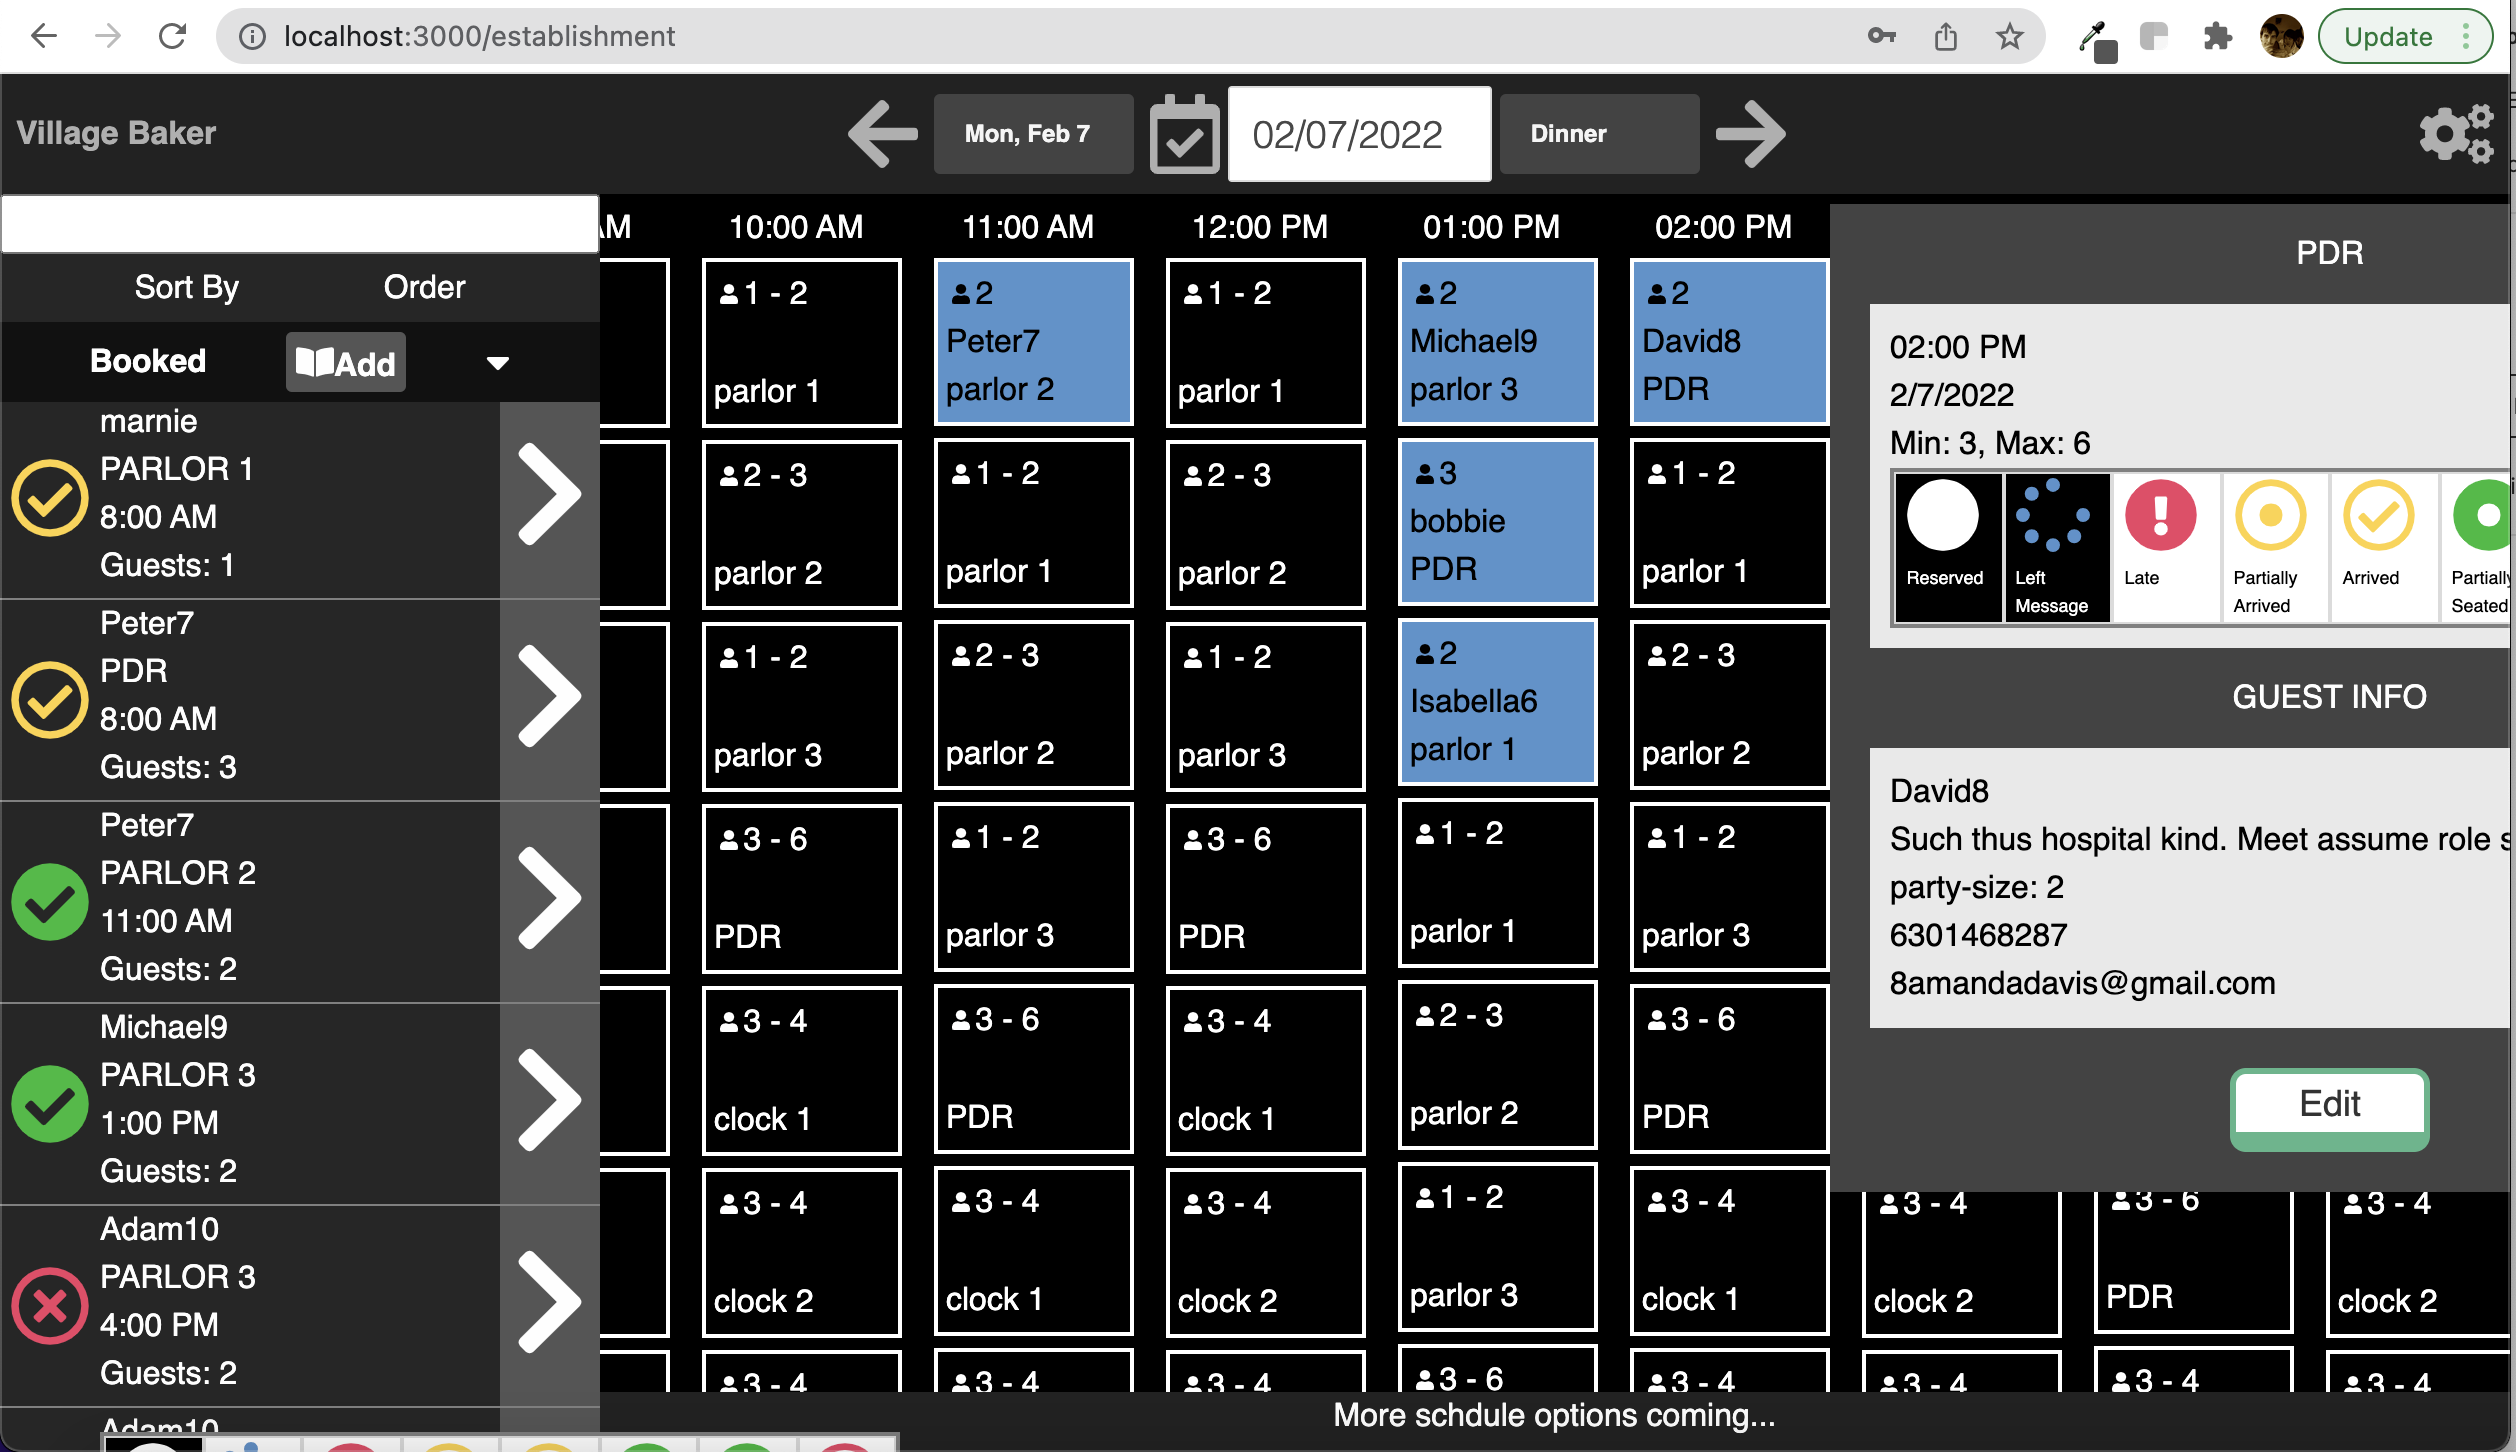 localhost:3000/establishment
Update
Village Baker
Mon, Feb 7
02/07/2022
Dinner
Sort By Order
Booked Add
marnie
PARLOR 1
8:00 AM
Guests: 1
Peter7
PDR
8:00 AM
Guests: 3
Peter7
PARLOR 2
11:00 AM
Guests: 2
Michael9
PARLOR 3
1:00 PM
Guests: 2
Adam10
PARLOR 3
4:00 PM
Guests: 2
Adam10
10:00 AM
1 - 2
parlor 1
2 - 3
parlor 2
1 - 2
parlor 3
3 - 6
PDR
3 - 4
clock 1
3 - 4
clock 2
3 - 4
11:00 AM
2
Peter7
parlor 2
1 - 2
parlor 1
2 - 3
parlor 2
1 - 2
parlor 3
3 - 6
PDR
3 - 4
clock 1
3 - 4
12:00 PM
1 - 2
parlor 1
2 - 3
parlor 2
1 - 2
parlor 3
3 - 6
PDR
3 - 4
clock 1
3 - 4
clock 2
3 - 4
01:00 PM
2
Michael9
parlor 3
3
bobbie
PDR
2
Isabella6
parlor 1
1 - 2
parlor 1
2 - 3
parlor 2
1 - 2
parlor 3
3 - 6
02:00 PM
2
David8
PDR
1 - 2
parlor 1
2 - 3
parlor 2
1 - 2
parlor 3
3 - 6
PDR
3 - 4
clock 1
3 - 4
PDR
02:00 PM
2/7/2022
Min: 3, Max: 6
Reserved
Left
Message
Late
Partially
Arrived
Arrived
Partially
Seated
GUEST INFO
David8
Such thus hospital kind. Meet assume role
party-size: 2
6301468287
8amandadavis@gmail.com
Edit
3 - 4
clock 2
3 - 4
3 - 6
PDR
3 - 4
3 - 4
clock 2
3 - 4
More schdule options coming...